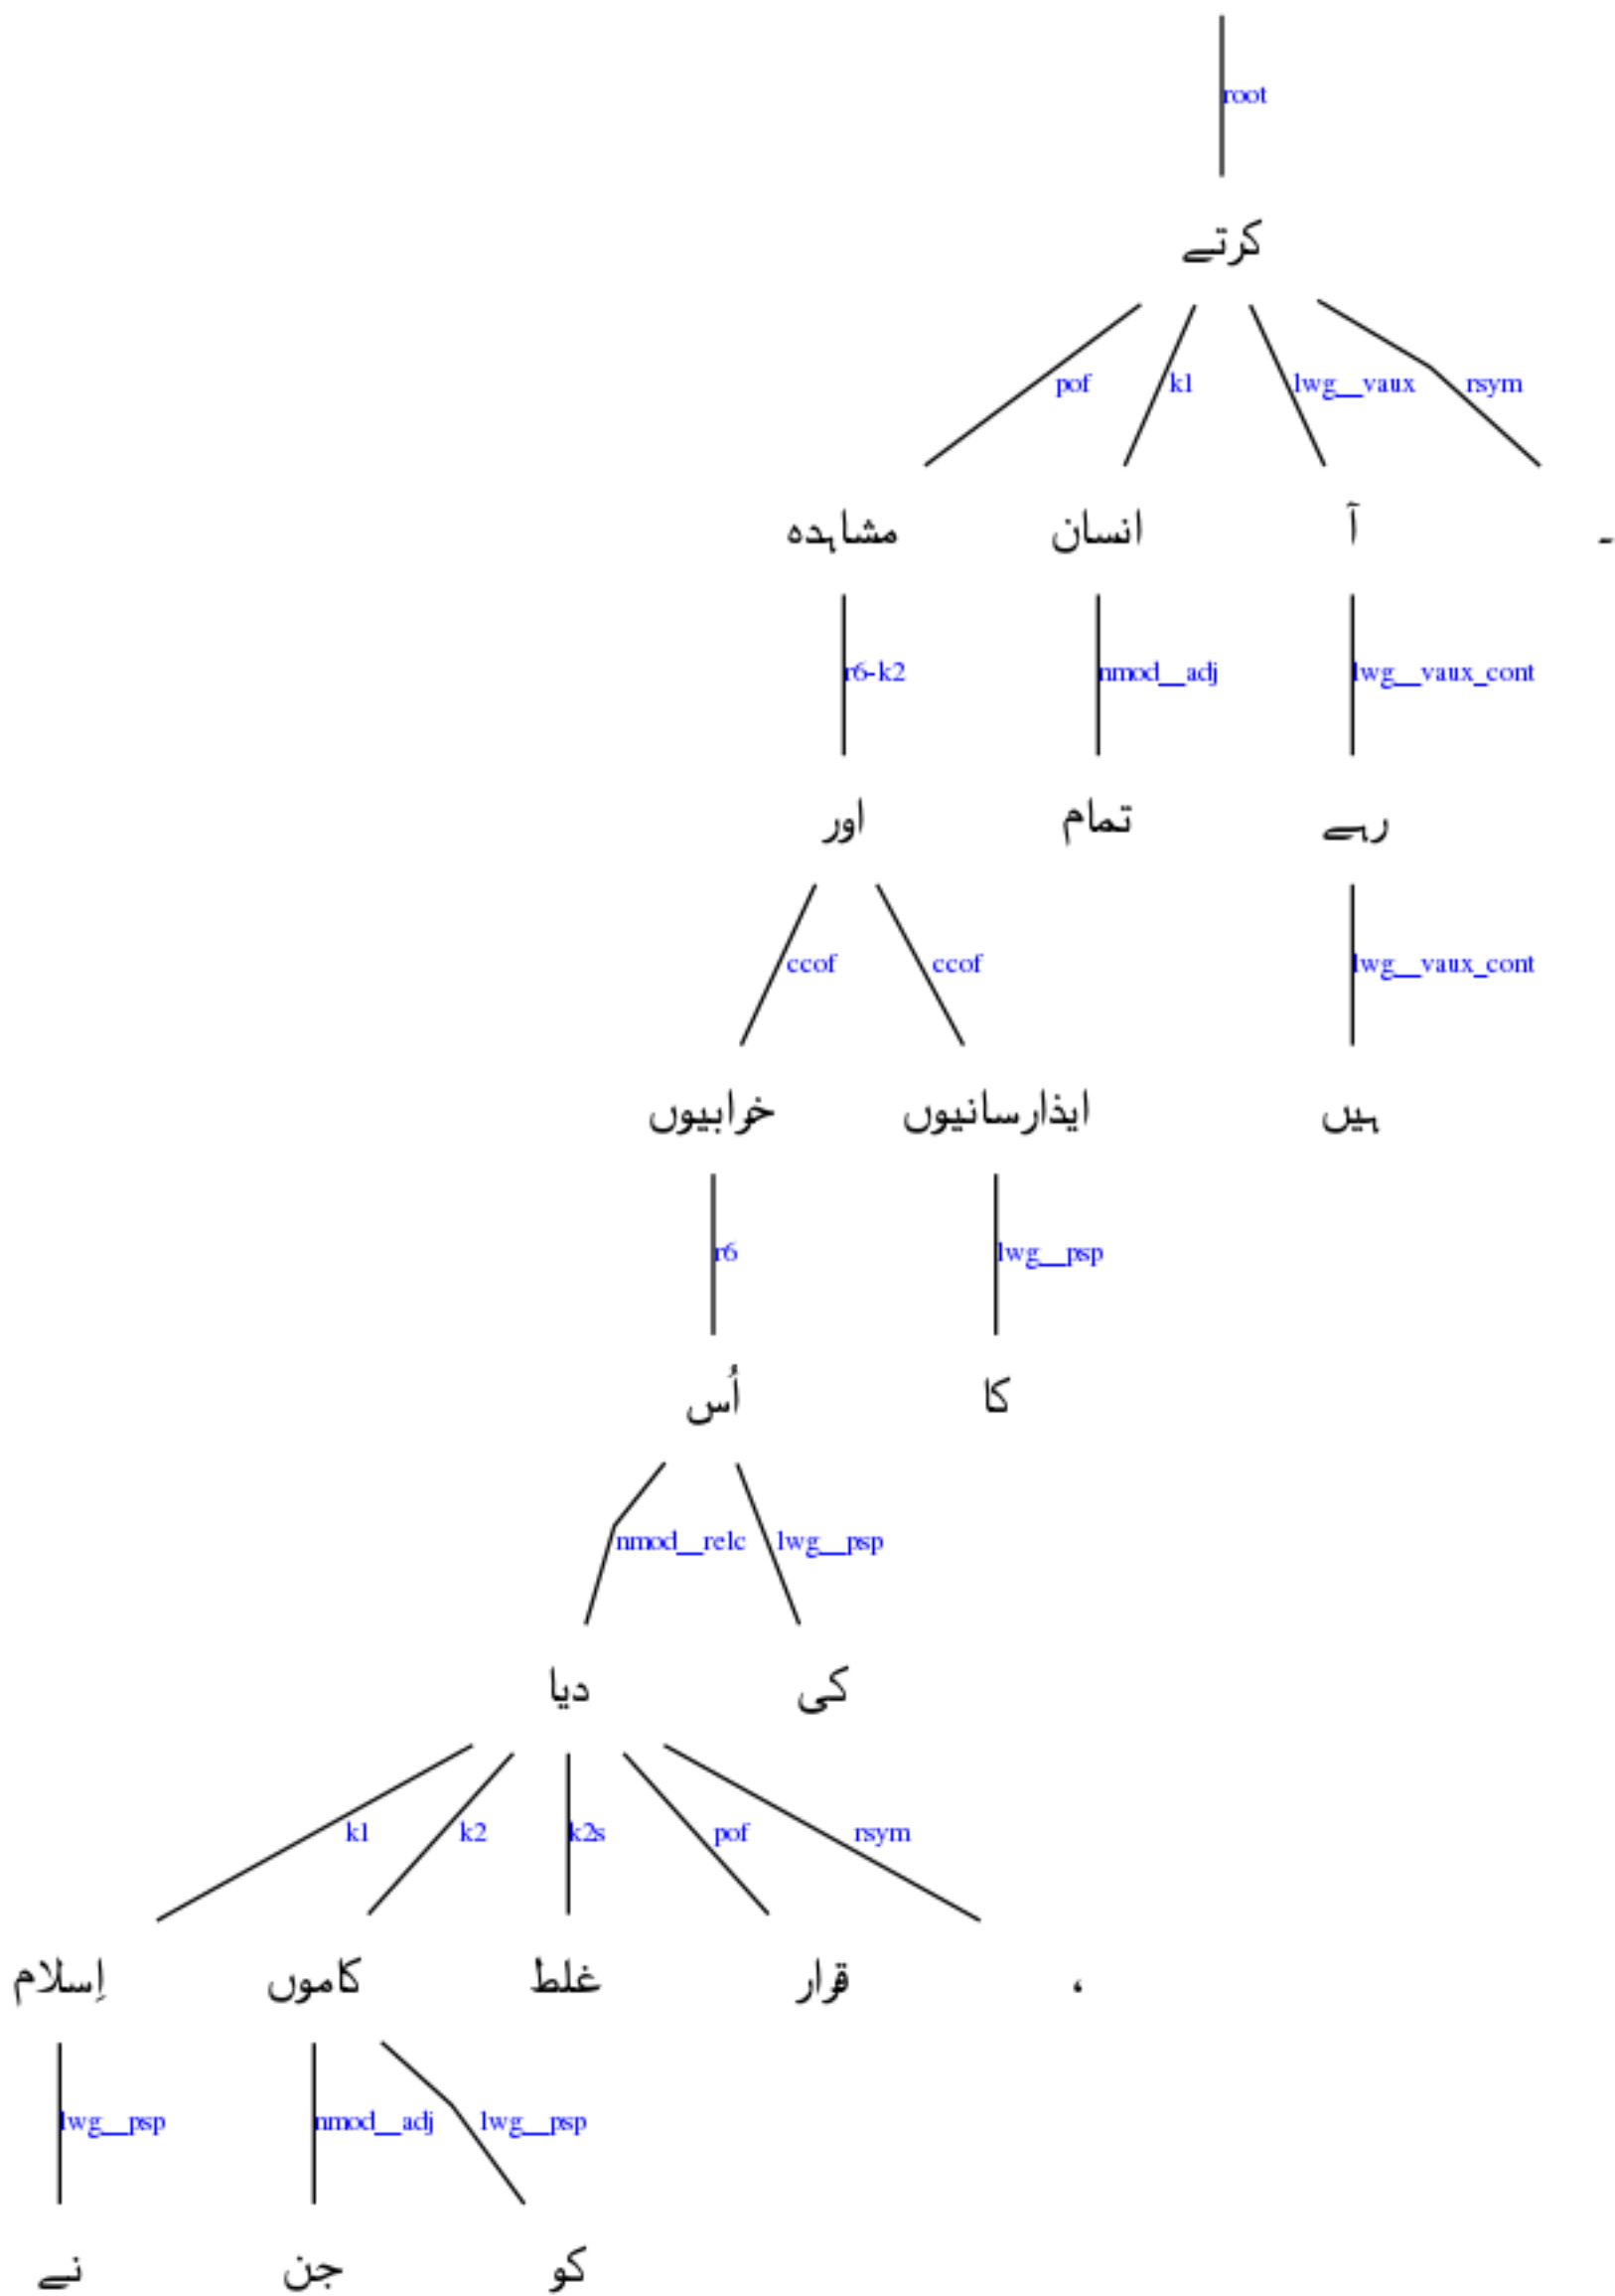 root
کرتے
pof k1 lwg__vaux rsym
مشاہدہ انسان آ ۔
r6-k2 nmod__adj lwg__vaux_cont
اور تمام رہے
ccof ccof lwg__vaux_cont
خرابیوں ایذارسانیوں ہیں
r6 lwg__psp
اُس کا
nmod__relc lwg__psp
دیا کی
k1 k2 k2s pof rsym
اِسلام کاموں غلط قرار ،
lwg__psp nmod__adj lwg__psp
نے جن کو